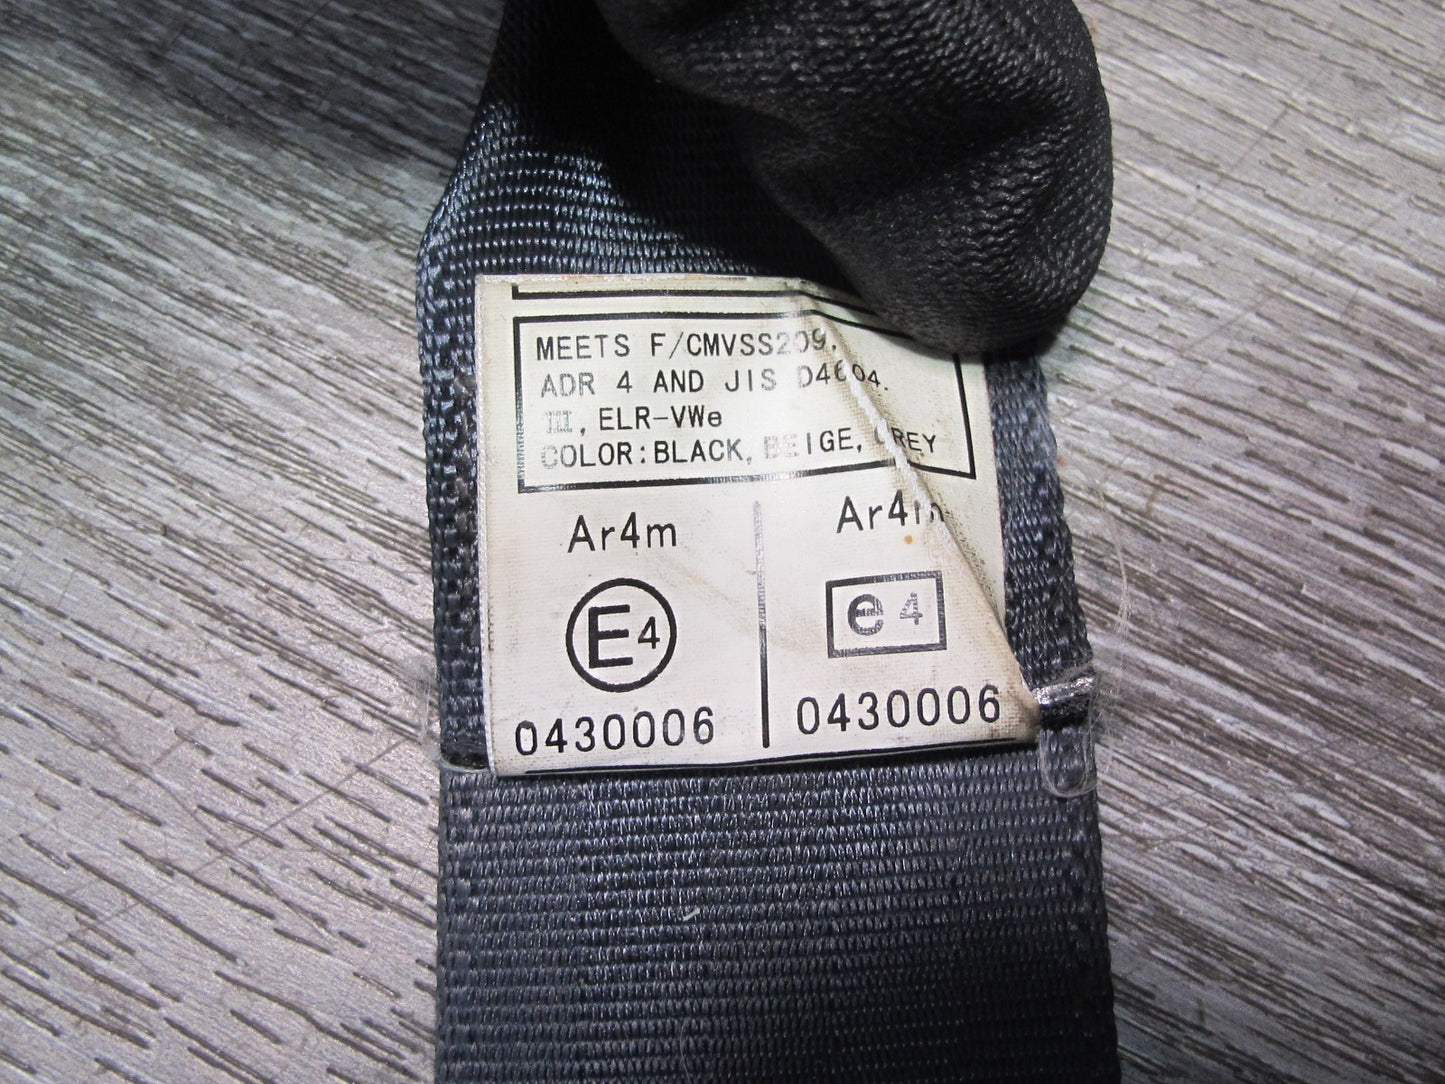 MEETS F/CMVSS209.
ADR 4 AND JIS D4604.
III, ELR-VWe
COLOR:BLACK, BEIGE, GREY
Ar4m
E4
0430006
Ar4m
e4
0430006